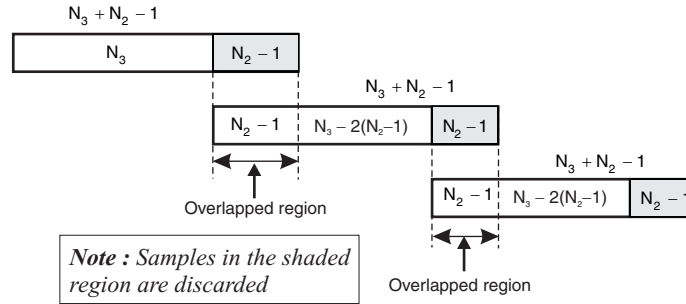 N₃ + N₂ − 1
N₃
N₂ − 1
N₃ + N₂ − 1
N₂ − 1
N₃ − 2(N₂−1)
N₂ − 1
Overlapped region
N₃ + N₂ − 1
N₂ − 1
N₃ − 2(N₂−1)
N₂ − 1
Overlapped region
Note : Samples in the shaded
region are discarded